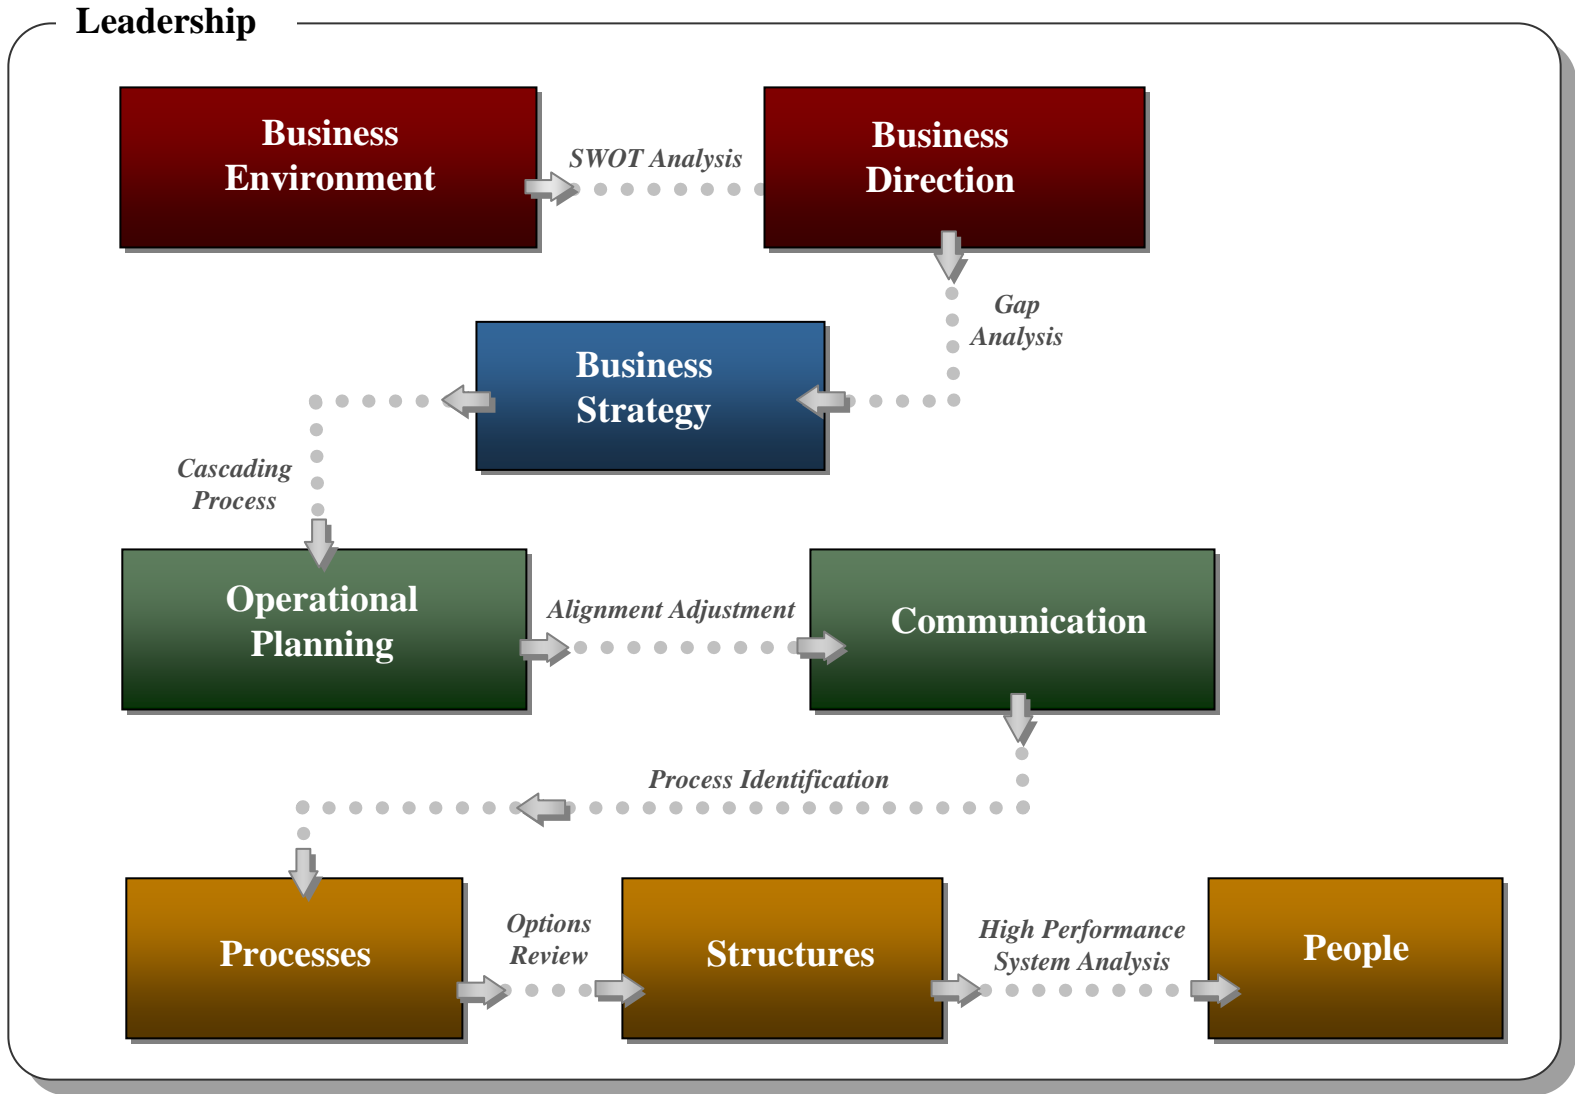 Leadership
Business
Environment
SWOT Analysis
Business
Direction
Gap
Analysis
Business
Strategy
Cascading
Process
Operational
Planning
Alignment Adjustment
Communication
Process Identification
Processes
Options
Review
Structures
High Performance
System Analysis
People